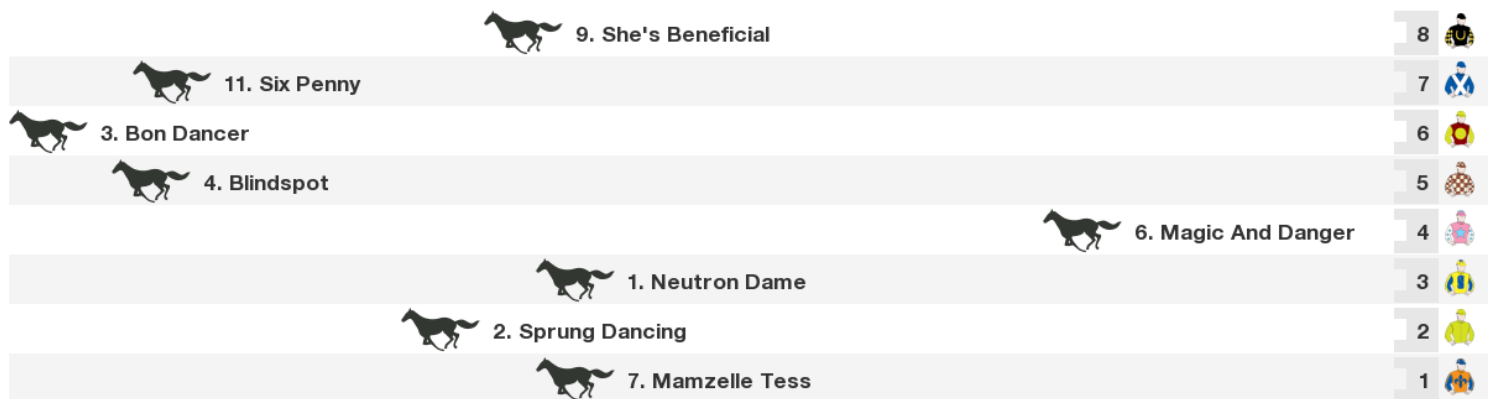 9. She's Beneficial 8
11. Six Penny 7
3. Bon Dancer 6
4. Blindspot 5
6. Magic And Danger 4
1. Neutron Dame 3
2. Sprung Dancing 2
7. Mamzelle Tess 1